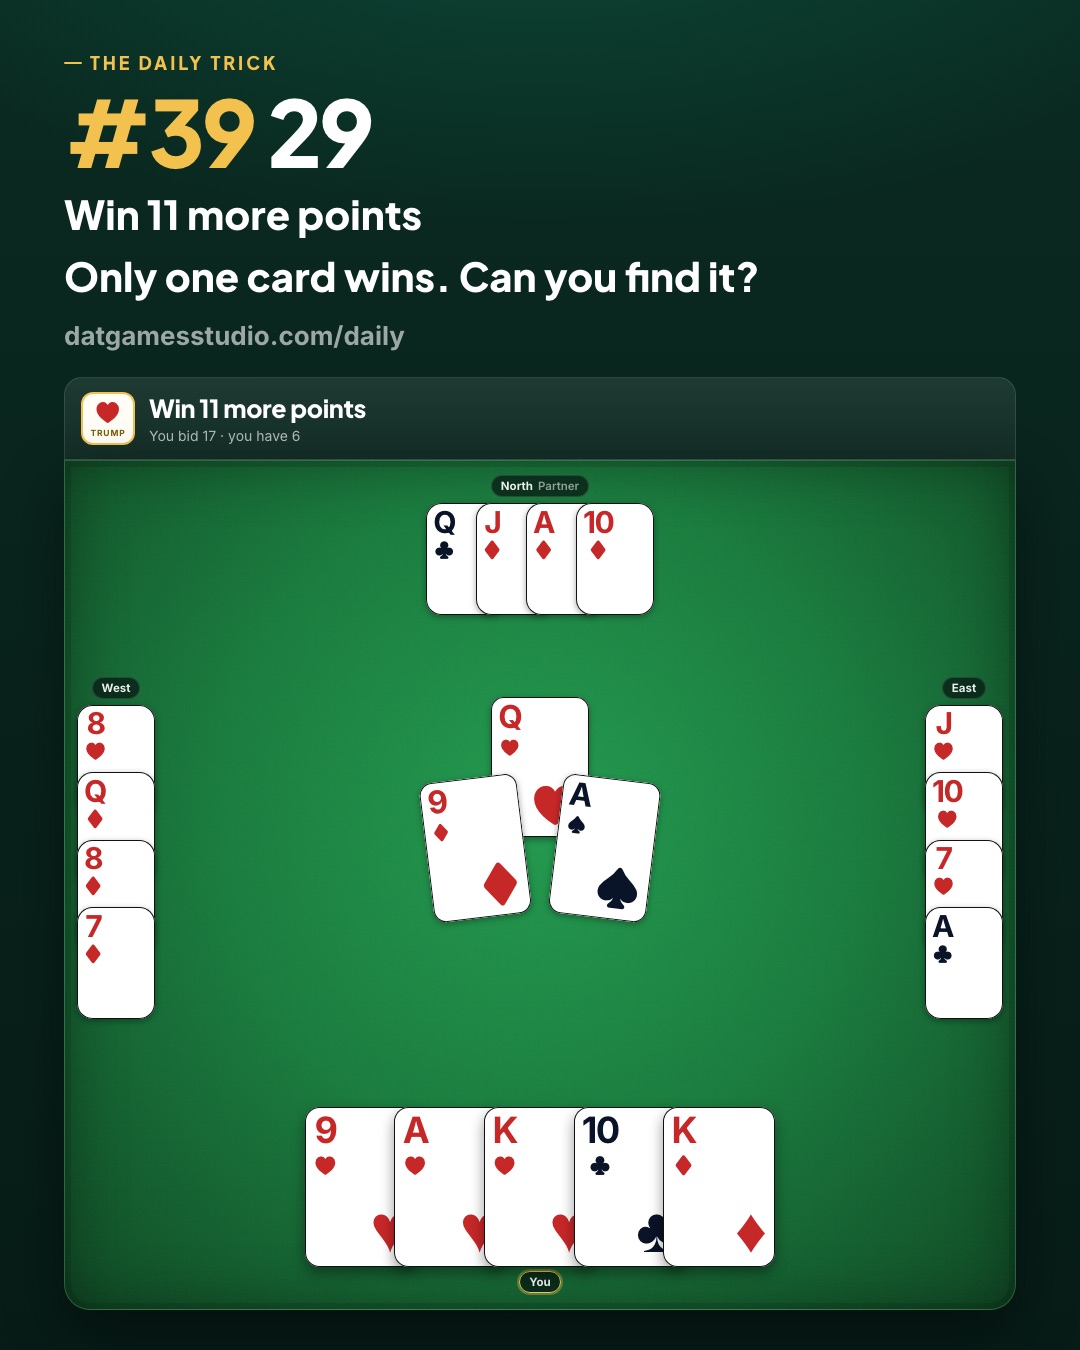 — THE DAILY TRICK
#39 29
Win 11 more points
Only one card wins. Can you find it?
datgamesstudio.com/daily
TRUMP
Win 11 more points
You bid 17 · you have 6
North Partner
Q J A 10
West
East
8
Q
8
7
Q
9
A
J
10
7
A
9 A K 10 K
You